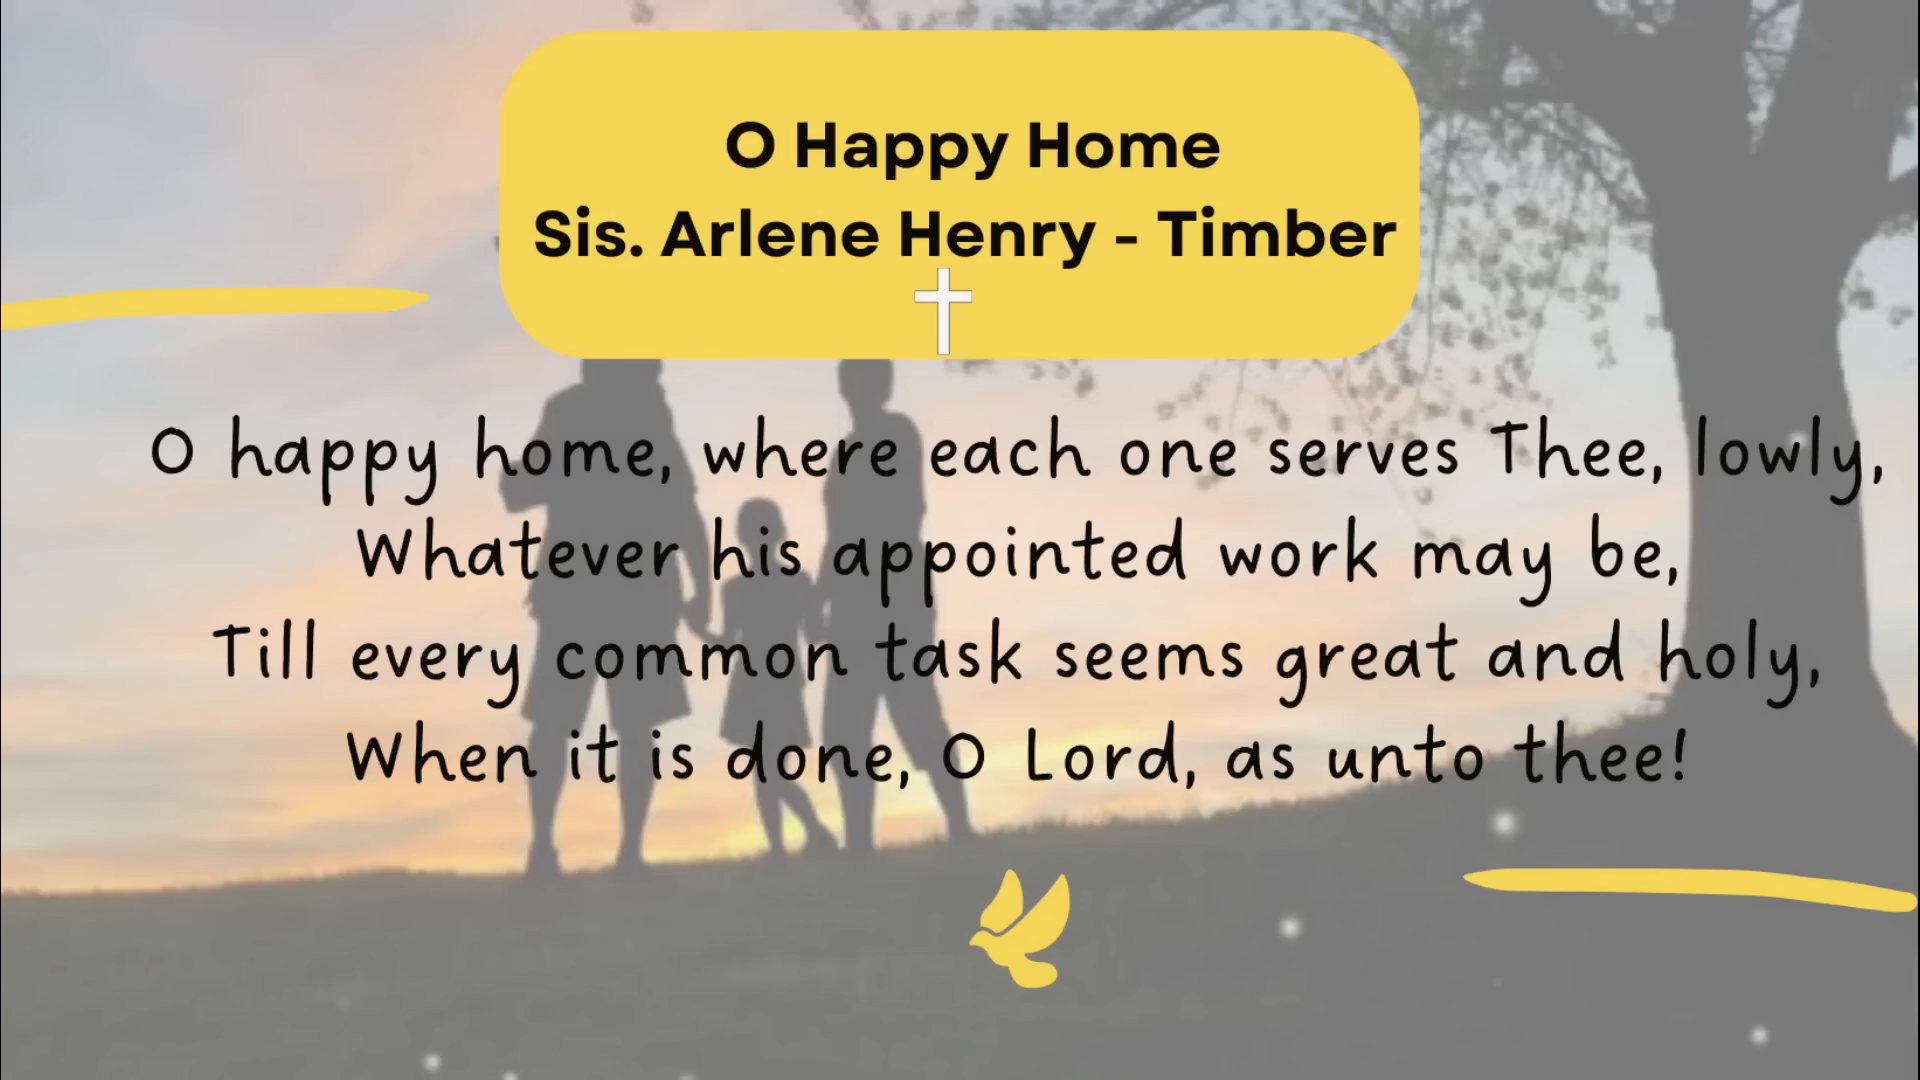 O Happy Home
Sis. Arlene Henry - Timber
O happy home, where each one serves Thee, lowly,
Whatever his appointed work may be,
Till every common task seems great and holy,
When it is done, O Lord, as unto thee!